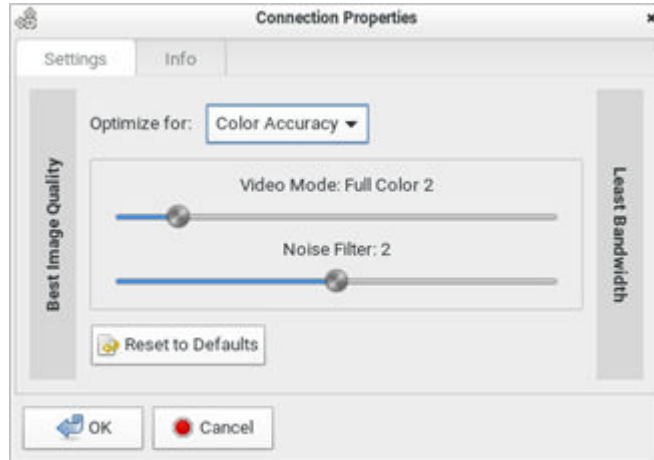 Connection Properties
Settings
Info
Best Image Quality
Optimize for:
Color Accuracy
Video Mode: Full Color 2
Noise Filter: 2
Reset to Defaults
Least Bandwidth
OK
Cancel